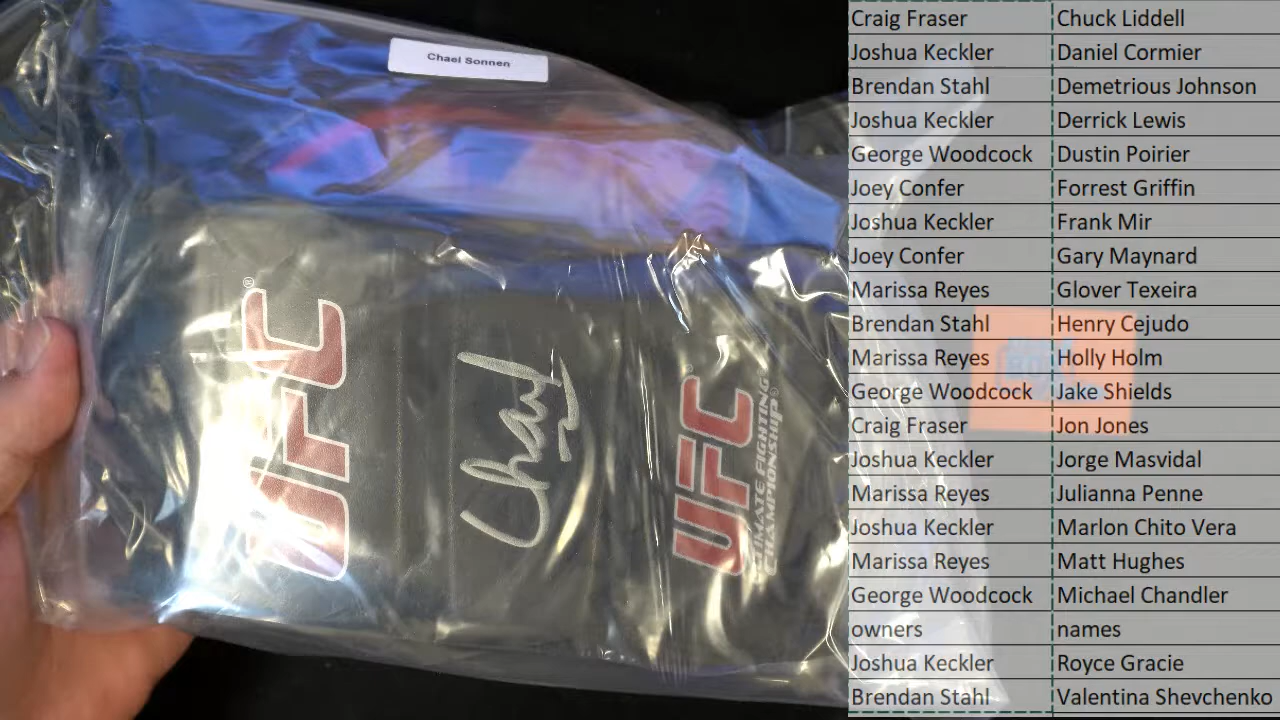 Chael Sonnen
UFC®
Chael
UFC®
ULTIMATE FIGHTING
CHAMPIONSHIP®
Craig Fraser Chuck Liddell
Joshua Keckler Daniel Cormier
Brendan Stahl Demetrious Johnson
Joshua Keckler Derrick Lewis
George Woodcock Dustin Poirier
Joey Confer Forrest Griffin
Joshua Keckler Frank Mir
Joey Confer Gary Maynard
Marissa Reyes Glover Texeira
Brendan Stahl Henry Cejudo
Marissa Reyes Holly Holm
George Woodcock Jake Shields
Craig Fraser Jon Jones
Joshua Keckler Jorge Masvidal
Marissa Reyes Julianna Penne
Joshua Keckler Marlon Chito Vera
Marissa Reyes Matt Hughes
George Woodcock Michael Chandler
owners names
Joshua Keckler Royce Gracie
Brendan Stahl Valentina Shevchenko